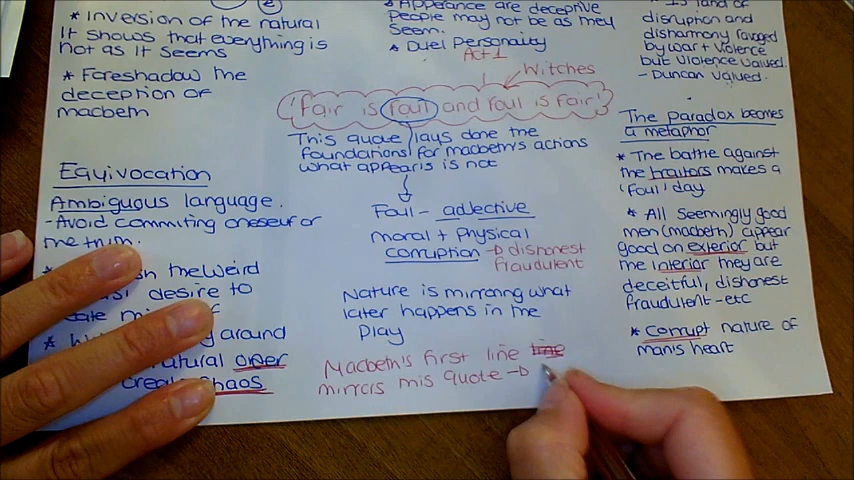 * Inversion of the natural
It shows that everything is
not as it seems
* Foreshadow the
deception of
macbeth
Equivocation
Ambiguous language.
- Avoid commiting oneself or
the truth.
the Weird
desire to
around
natural order
chaos
Appearance are deceptive
People may not be as they
seem.
* Duel Personality
Act 1
Witches
'Fair is foul and foul is fair'
This quote lays done the
foundations for macbeth's actions
what appears is not
Foul - adjective
moral + physical
corruption → dishonest
fraudulent
Nature is mirroring what
later happens in the
Play
Macbeth's first line
mirrors this quote →
land of
disruption and
disharmony ravaged
by war + violence
but violence valued.
- Duncan valued.
The paradox becomes
a metaphor
* The battle against
the traitors makes a
'foul' day
* All seemingly good
men (macbeth) appear
good on exterior but
the interior they are
deceitful, dishonest
fraudulent - etc
* Corrupt nature of
man's heart